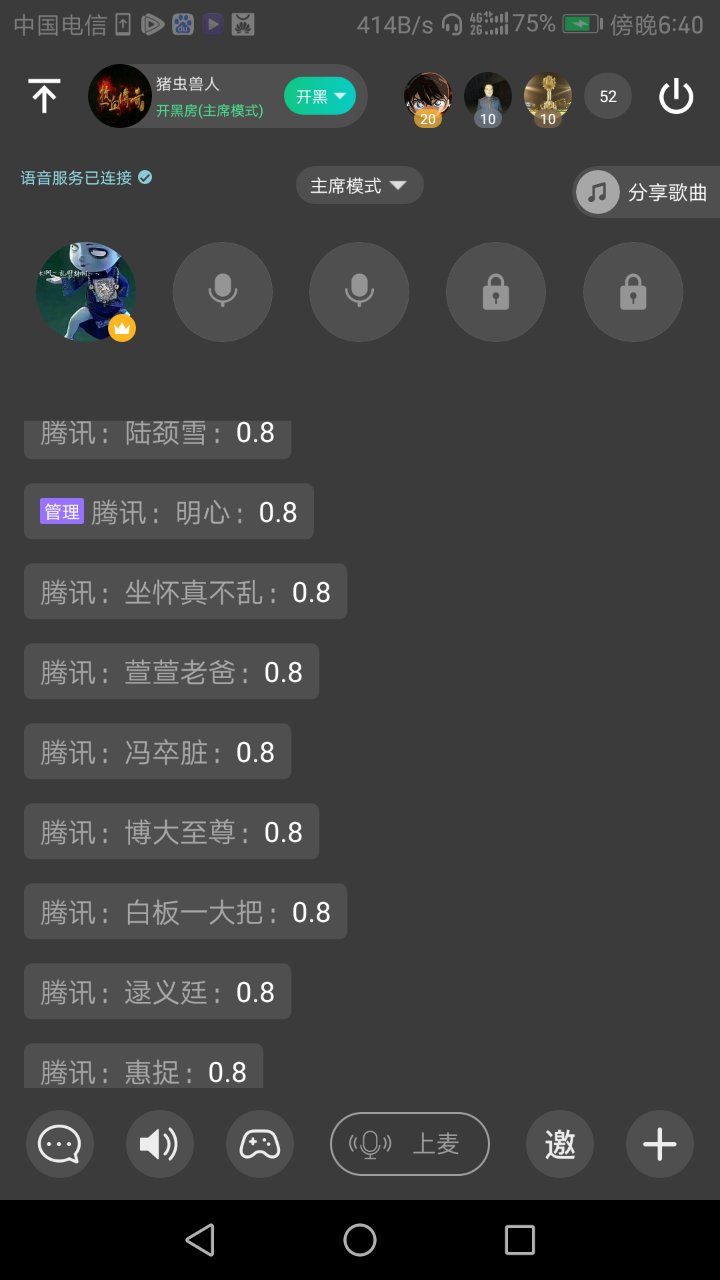 中国电信 414B/s 4G 2G 75% 傍晚6:40
猪虫兽人
开黑房(主席模式)
开黑
20
10
10
52
语音服务已连接
主席模式
分享歌曲
腾讯：陆颈雪：0.8
管理 腾讯：明心：0.8
腾讯：坐怀真不乱：0.8
腾讯：萱萱老爸：0.8
腾讯：冯卒脏：0.8
腾讯：博大至尊：0.8
腾讯：白板一大把：0.8
腾讯：逯义廷：0.8
腾讯：惠捉：0.8
上麦
邀